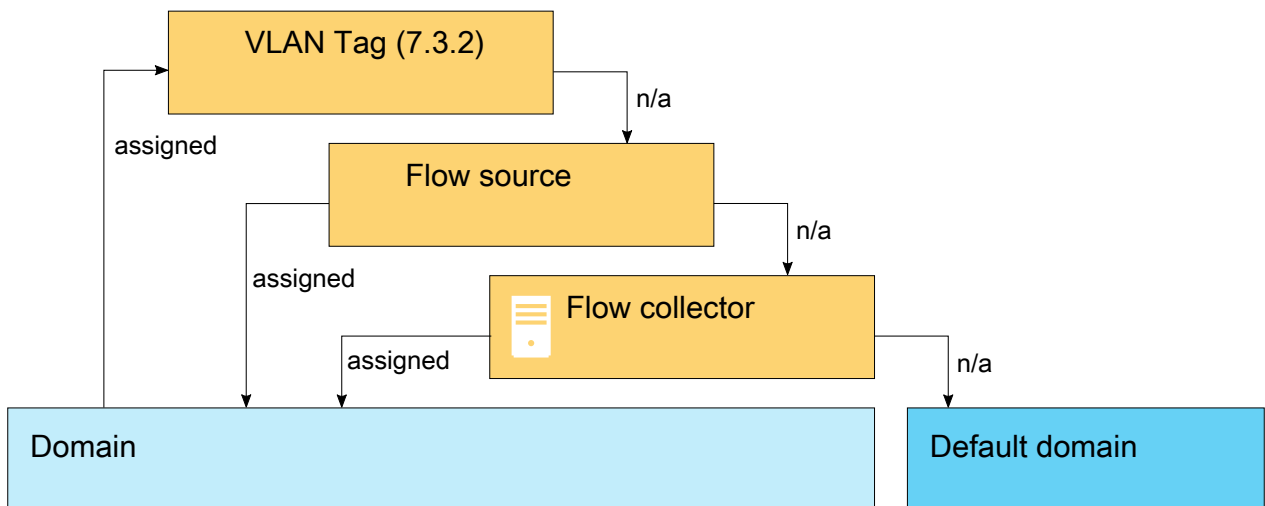 VLAN Tag (7.3.2)
n/a
assigned
Flow source
n/a
assigned
Flow collector
assigned
n/a
Domain
Default domain